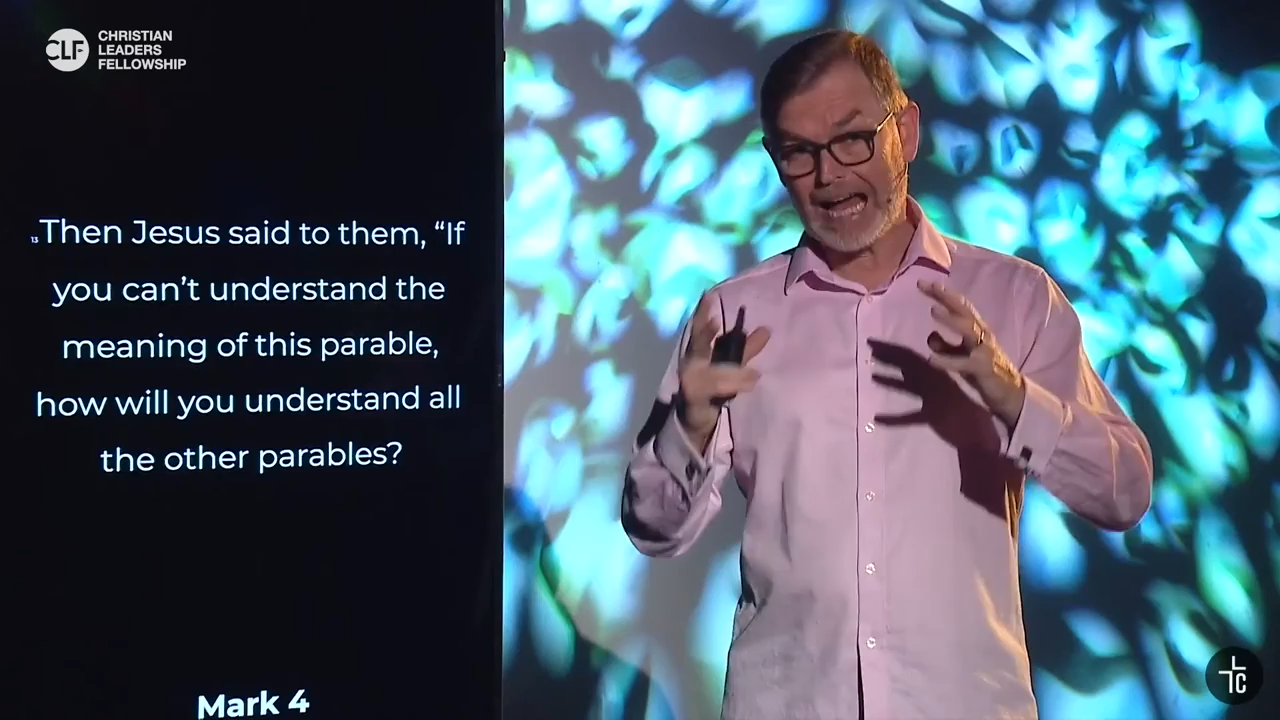 CLF
CHRISTIAN
LEADERS
FELLOWSHIP
13 Then Jesus said to them, “If
you can’t understand the
meaning of this parable,
how will you understand all
the other parables?
Mark 4
tc